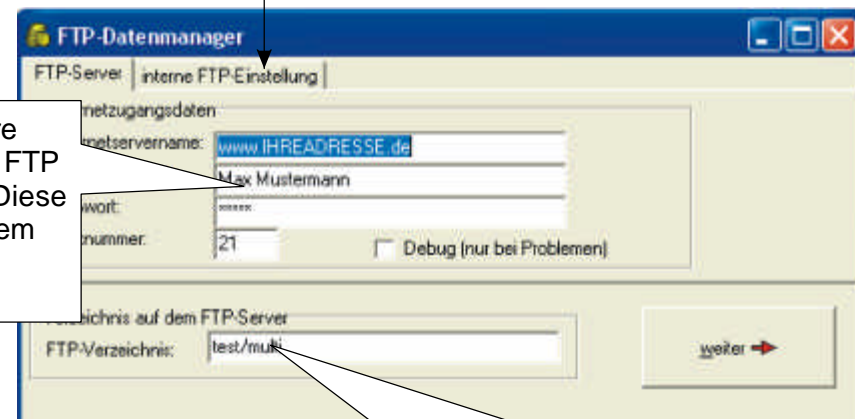 FTP-Datenmanager
FTP-Server interne FTP-Einstellung
netzugangsdaten
netservername: www.IHREADRESSE.de
FTP
Max Mustermann
Diese
wort: *****
em
nummer: 21 Debug (nur bei Problemen)
eichnis auf dem FTP-Server
FTP-Verzeichnis: test/multi
weiter